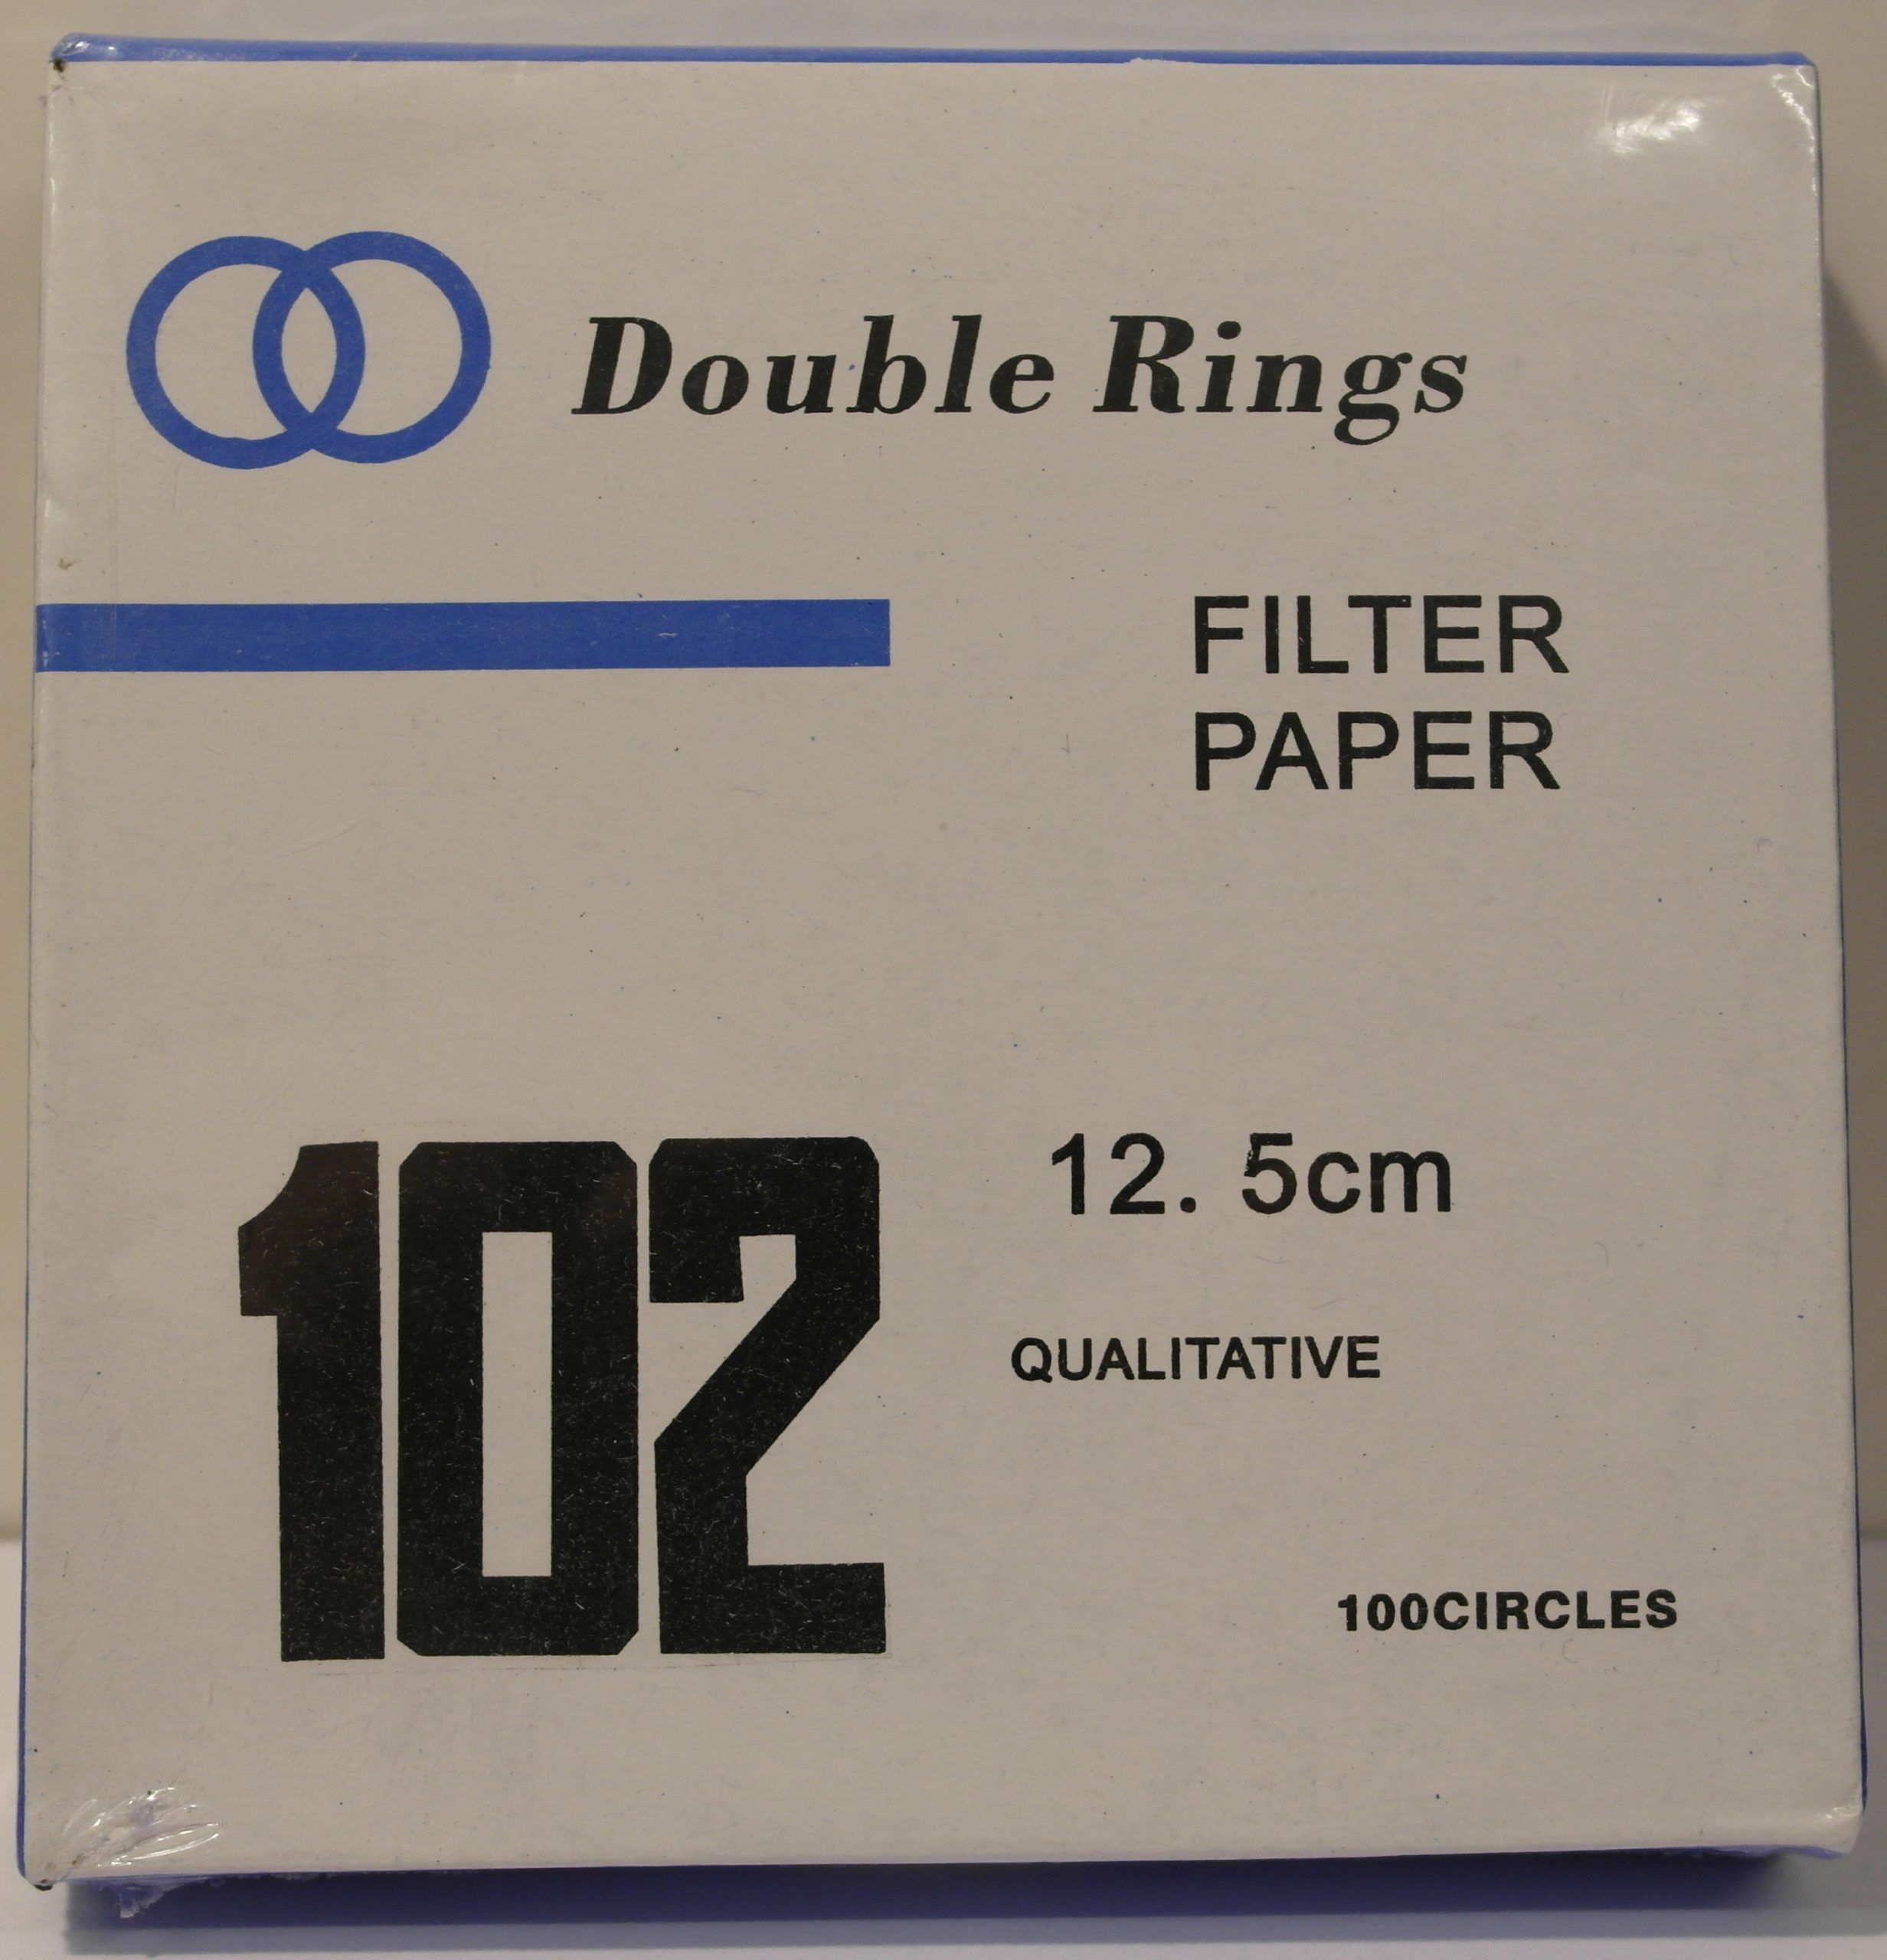 Double Rings
FILTER
PAPER
102
12. 5cm
QUALITATIVE
100CIRCLES